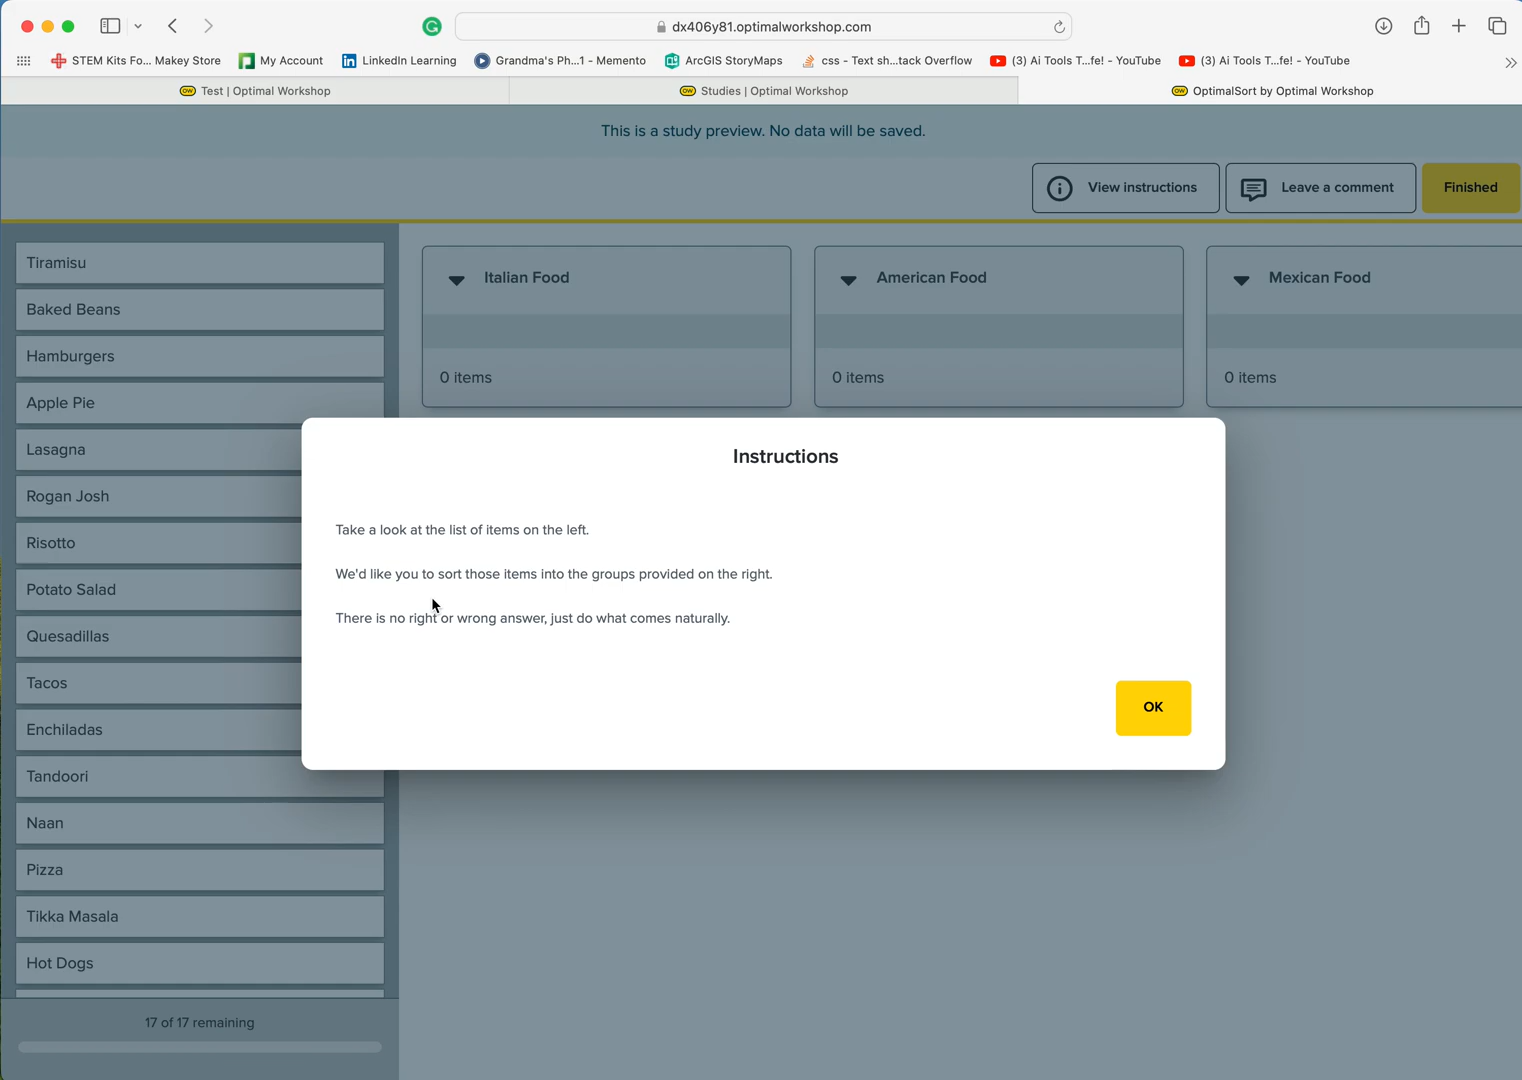 dx406y81.optimalworkshop.com
STEM Kits Fo... Makey Store
My Account
LinkedIn Learning
Grandma's Ph...1 - Memento
ArcGIS StoryMaps
css - Text sh...tack Overflow
(3) Ai Tools T...fe! - YouTube
(3) Ai Tools T...fe! - YouTube
OW Test | Optimal Workshop
OW Studies | Optimal Workshop
OW OptimalSort by Optimal Workshop
This is a study preview. No data will be saved.
View instructions
Leave a comment
Finished
Tiramisu
Baked Beans
Hamburgers
Apple Pie
Lasagna
Rogan Josh
Risotto
Potato Salad
Quesadillas
Tacos
Enchiladas
Tandoori
Naan
Pizza
Tikka Masala
Hot Dogs
17 of 17 remaining
Italian Food
0 items
American Food
0 items
Mexican Food
0 items
Instructions
Take a look at the list of items on the left.
We'd like you to sort those items into the groups provided on the right.
There is no right or wrong answer, just do what comes naturally.
OK